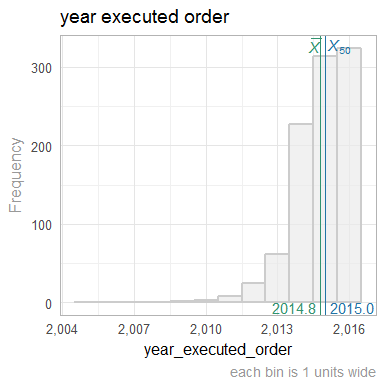 year executed order
X̅ X₅₀
300
200
100
0
Frequency
2014.8 2015.0
2,004 2,007 2,010 2,013 2,016
year_executed_order
each bin is 1 units wide